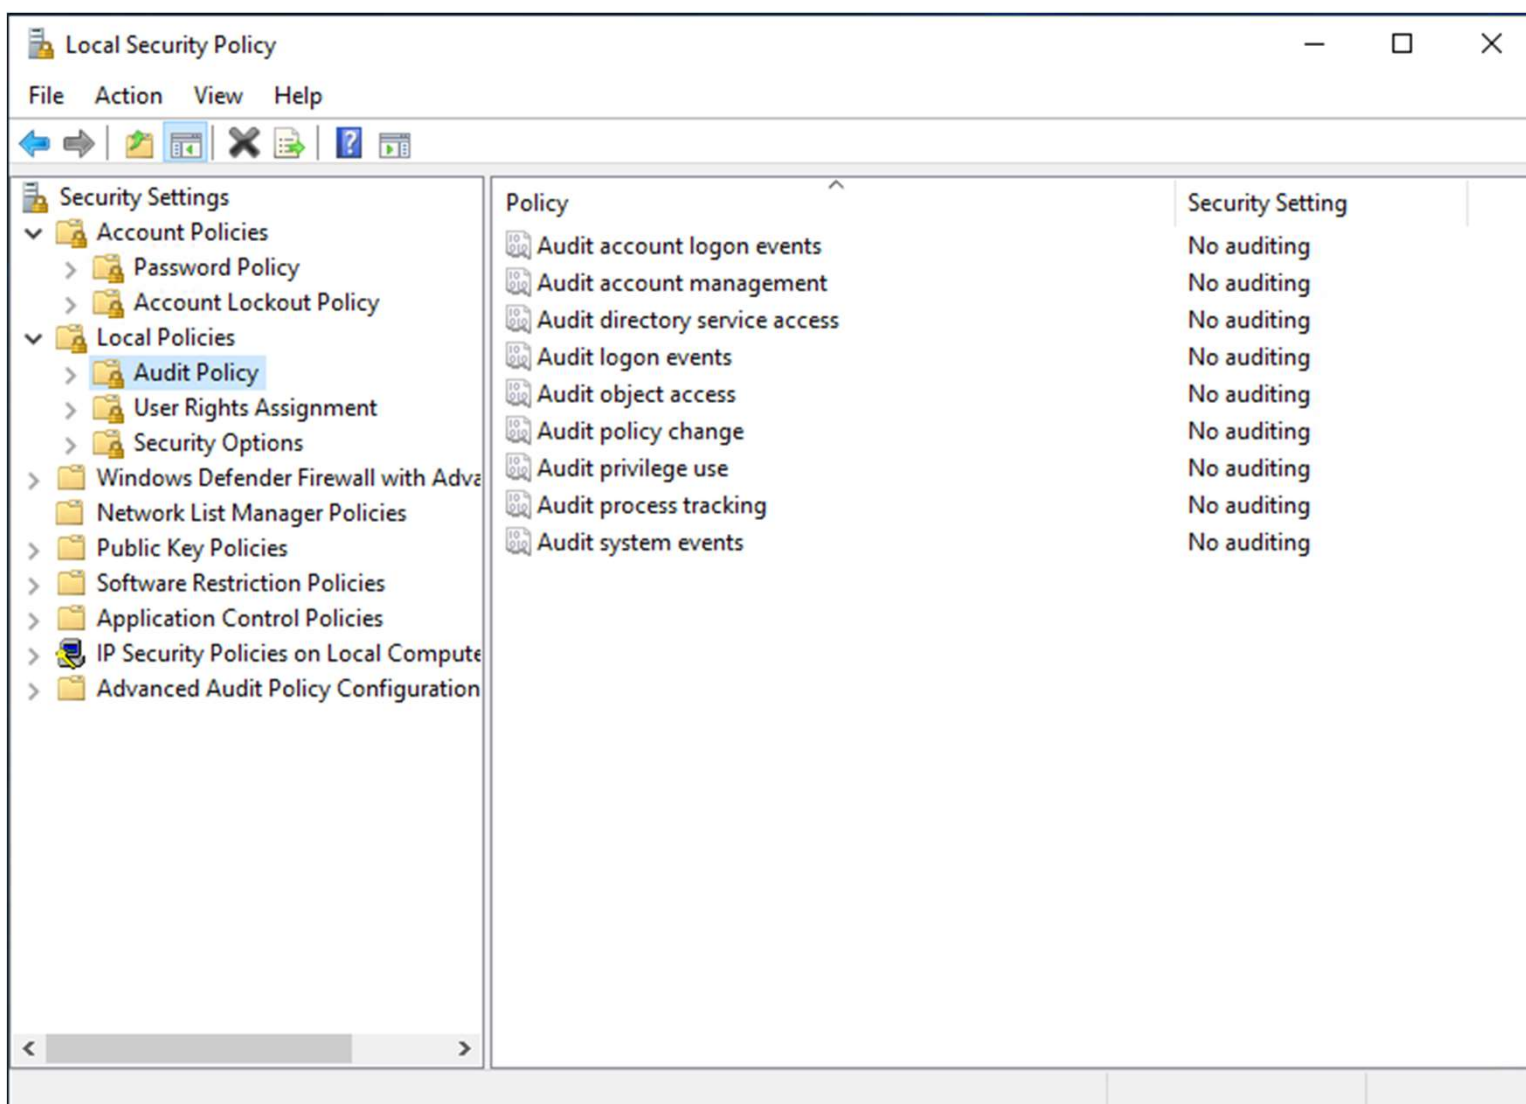 Local Security Policy
File Action View Help
Security Settings
Account Policies
Password Policy
Account Lockout Policy
Local Policies
Audit Policy
User Rights Assignment
Security Options
Windows Defender Firewall with Adva
Network List Manager Policies
Public Key Policies
Software Restriction Policies
Application Control Policies
IP Security Policies on Local Compute
Advanced Audit Policy Configuration
Policy Security Setting
Audit account logon events No auditing
Audit account management No auditing
Audit directory service access No auditing
Audit logon events No auditing
Audit object access No auditing
Audit policy change No auditing
Audit privilege use No auditing
Audit process tracking No auditing
Audit system events No auditing